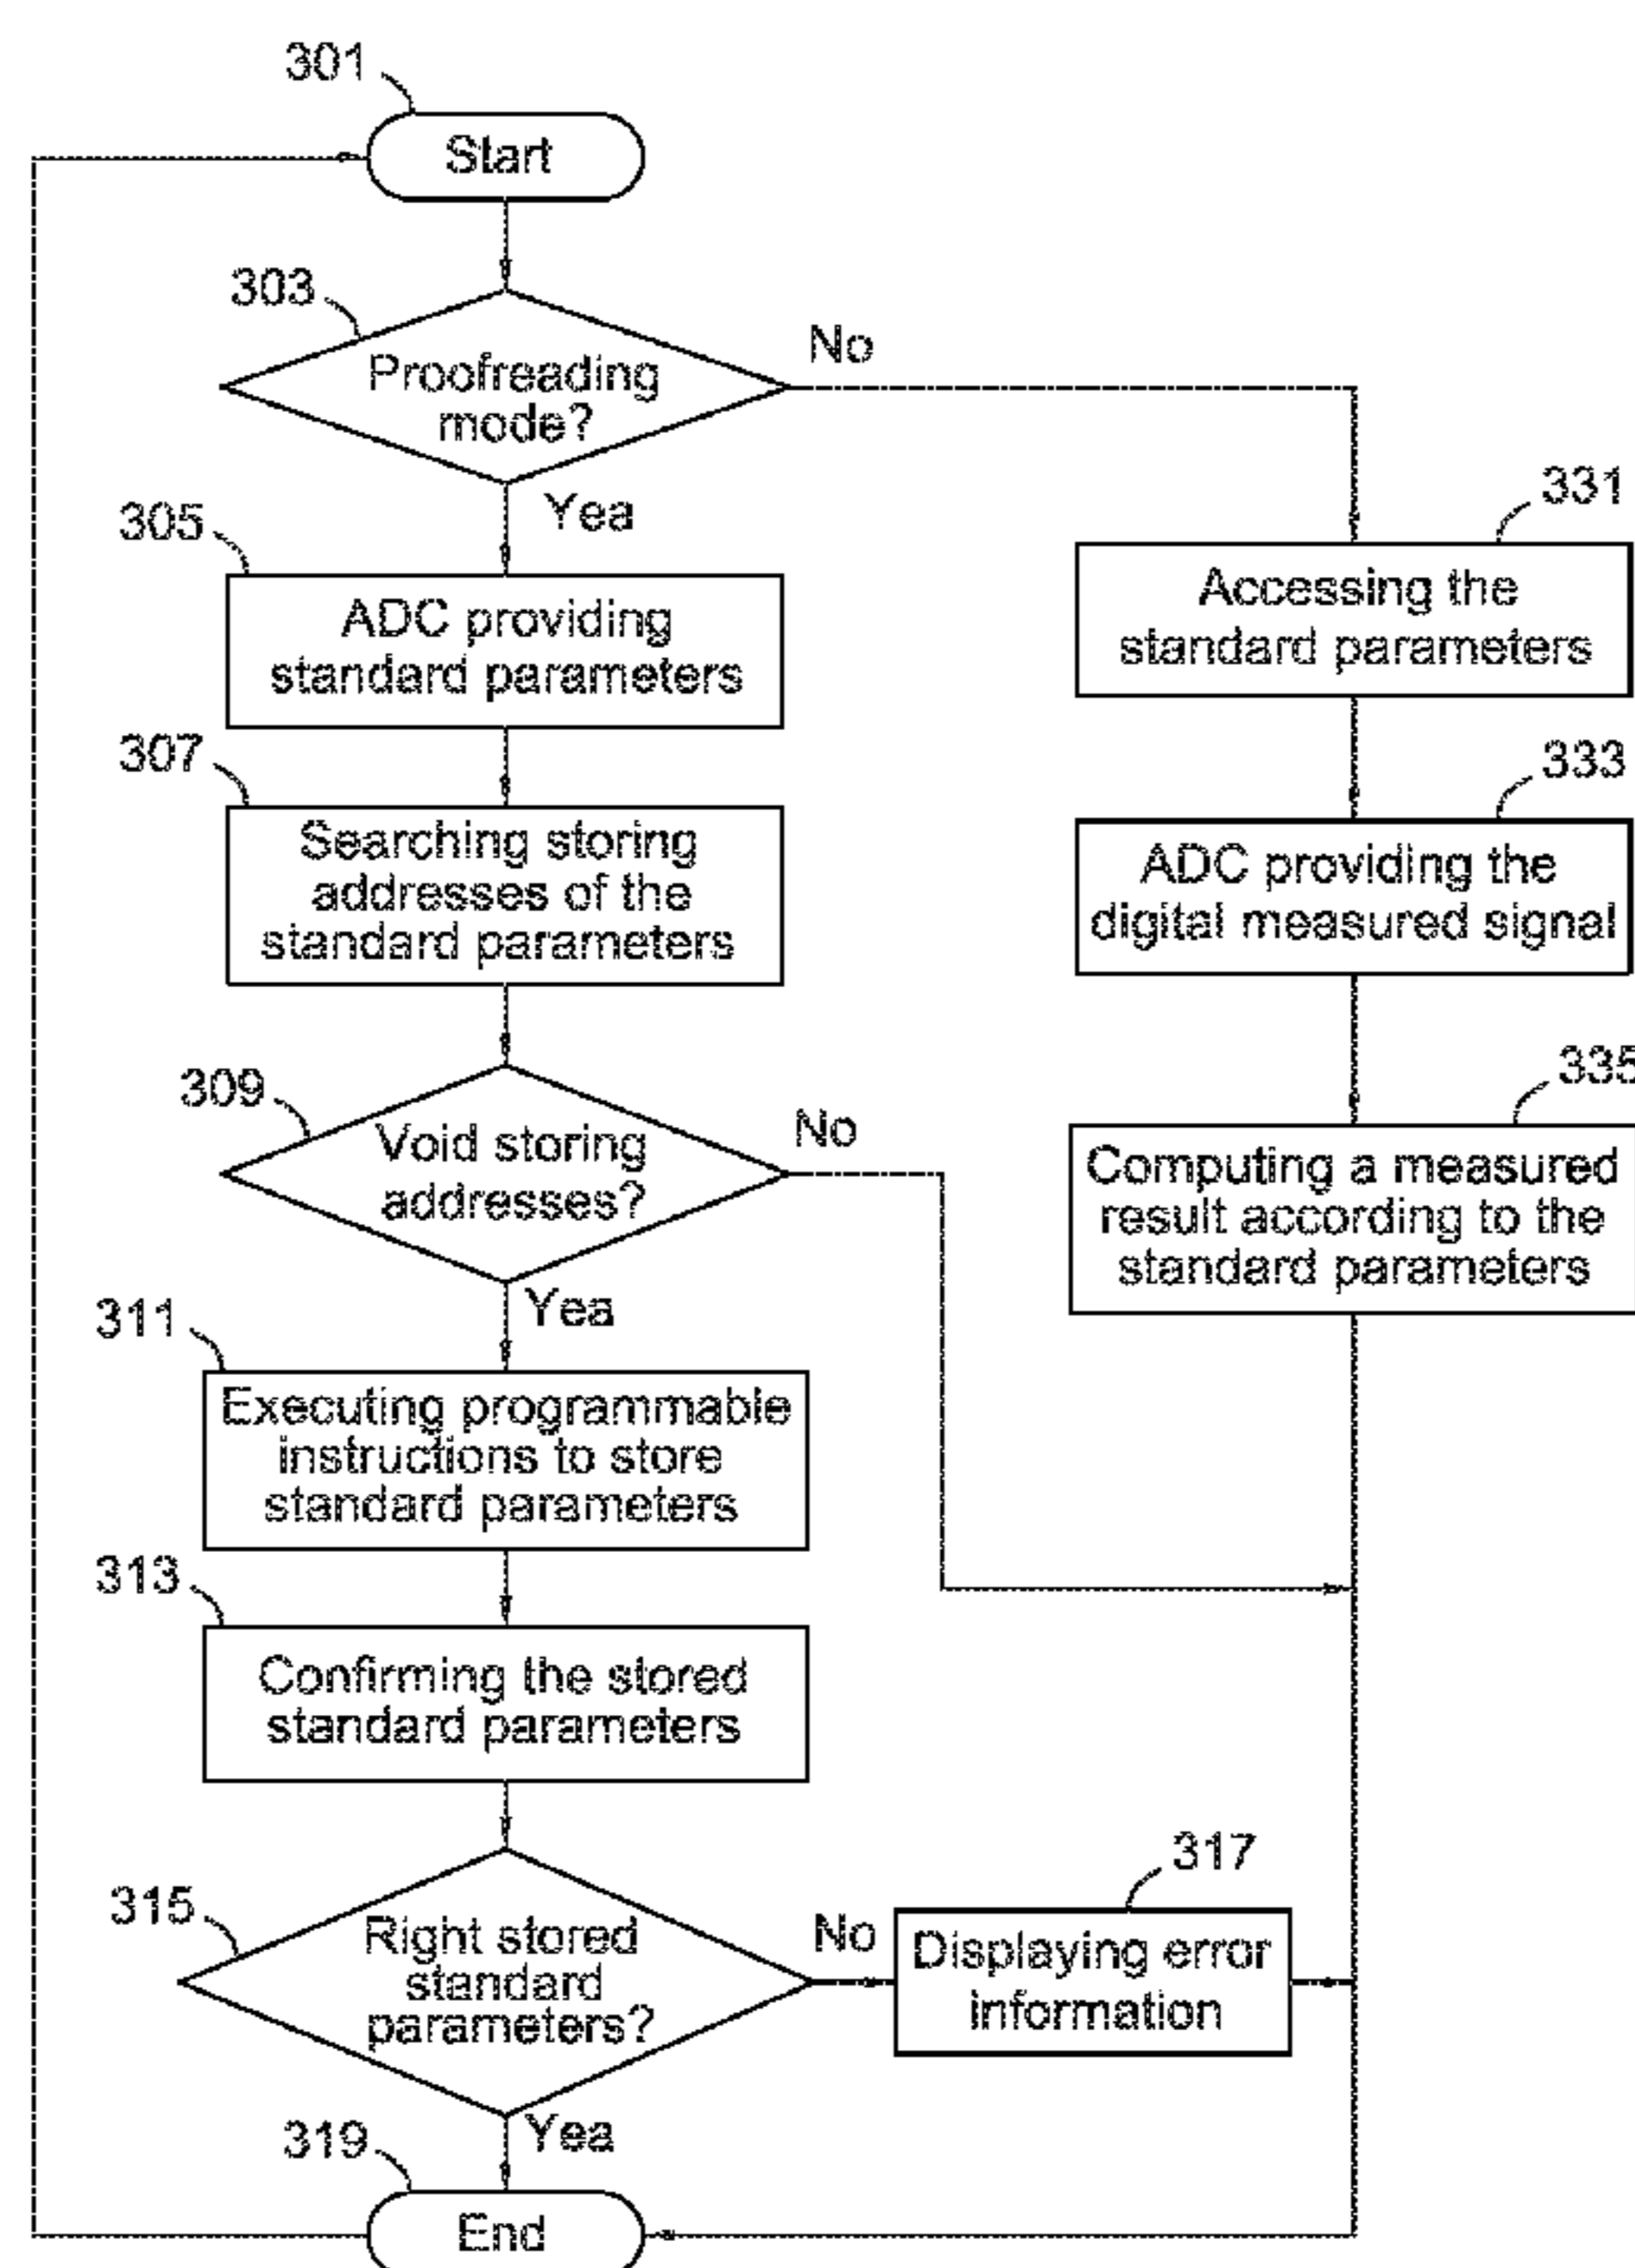 301
Start
303
Proofreading
mode?
No
Yea
305
ADC providing
standard parameters
331
Accessing the
standard parameters
307
Searching storing
addresses of the
standard parameters
333
ADC providing the
digital measured signal
309
Void storing
addresses?
No
Yea
335
Computing a measured
result according to the
standard parameters
311
Executing programmable
instructions to store
standard parameters
313
Confirming the stored
standard parameters
315
Right stored
standard
parameters?
No
317
Displaying error
information
Yea
319
End